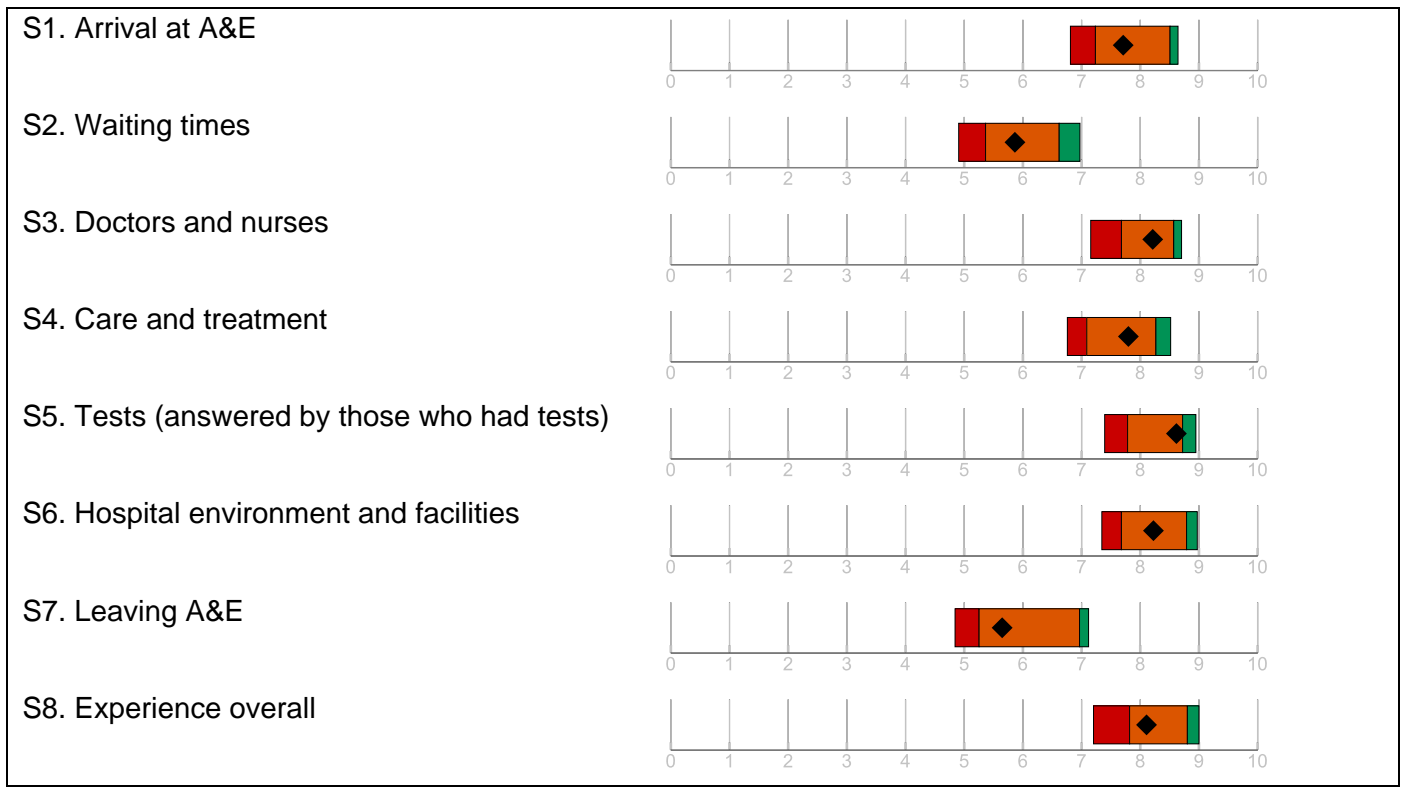 S1. Arrival at A&E
0 1 2 3 4 5 6 7 8 9 10
S2. Waiting times
0 1 2 3 4 5 6 7 8 9 10
S3. Doctors and nurses
0 1 2 3 4 5 6 7 8 9 10
S4. Care and treatment
0 1 2 3 4 5 6 7 8 9 10
S5. Tests (answered by those who had tests)
0 1 2 3 4 5 6 7 8 9 10
S6. Hospital environment and facilities
0 1 2 3 4 5 6 7 8 9 10
S7. Leaving A&E
0 1 2 3 4 5 6 7 8 9 10
S8. Experience overall
0 1 2 3 4 5 6 7 8 9 10